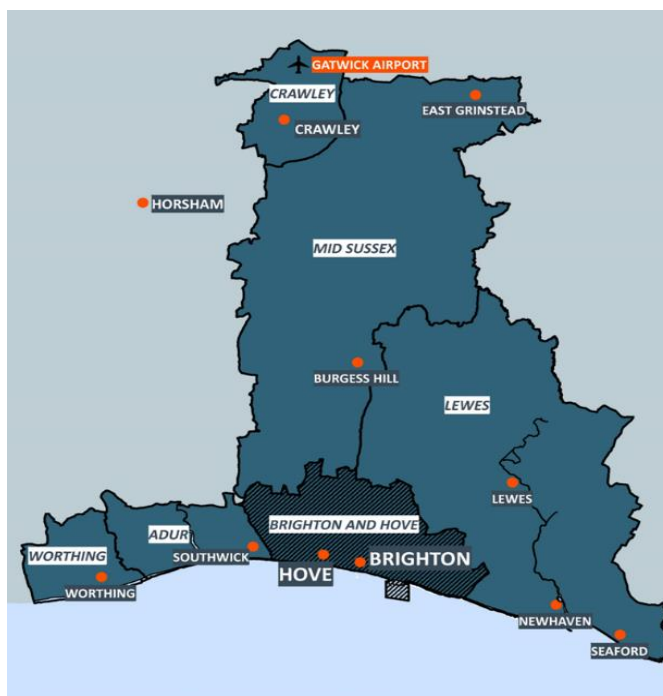 GATWICK AIRPORT
CRAWLEY
EAST GRINSTEAD
CRAWLEY
HORSHAM
MID SUSSEX
BURGESS HILL
LEWES
LEWES
BRIGHTON AND HOVE
ADUR
WORTHING
SOUTHWICK
BRIGHTON
HOVE
WORTHING
NEWHAVEN
SEAFORD